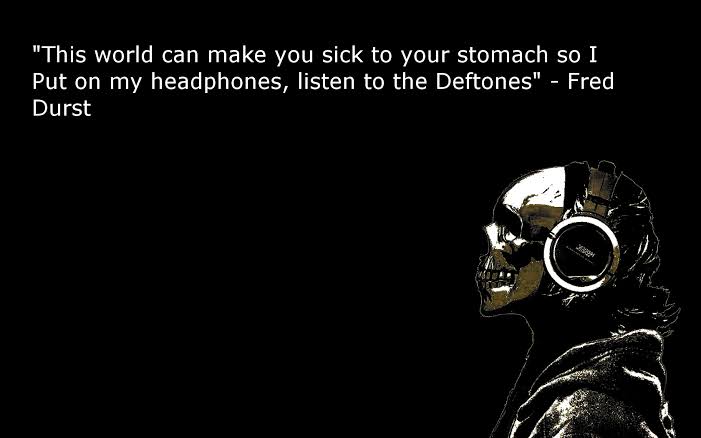 "This world can make you sick to your stomach so I
Put on my headphones, listen to the Deftones" - Fred
Durst